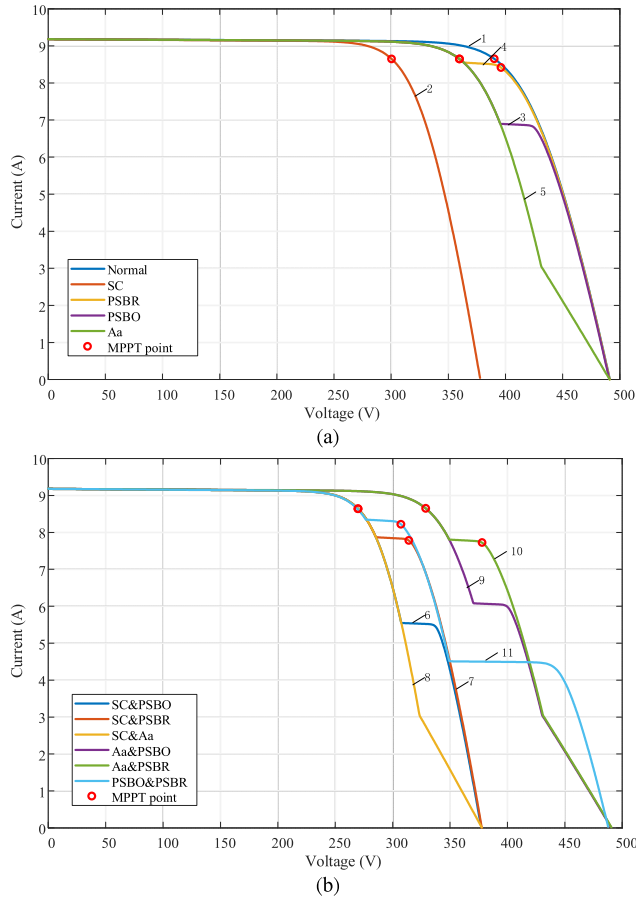 10
9
8
7
6
5
4
3
2
1
0
Current (A)
1
4
2
3
5
Normal
SC
PSBR
PSBO
Aa
MPPT point
0 50 100 150 200 250 300 350 400 450 500
Voltage (V)
(a)
10
9
8
7
6
5
4
3
2
1
0
Current (A)
10
9
6
11
8
7
SC&PSBO
SC&PSBR
SC&Aa
Aa&PSBO
Aa&PSBR
PSBO&PSBR
MPPT point
0 50 100 150 200 250 300 350 400 450 500
Voltage (V)
(b)